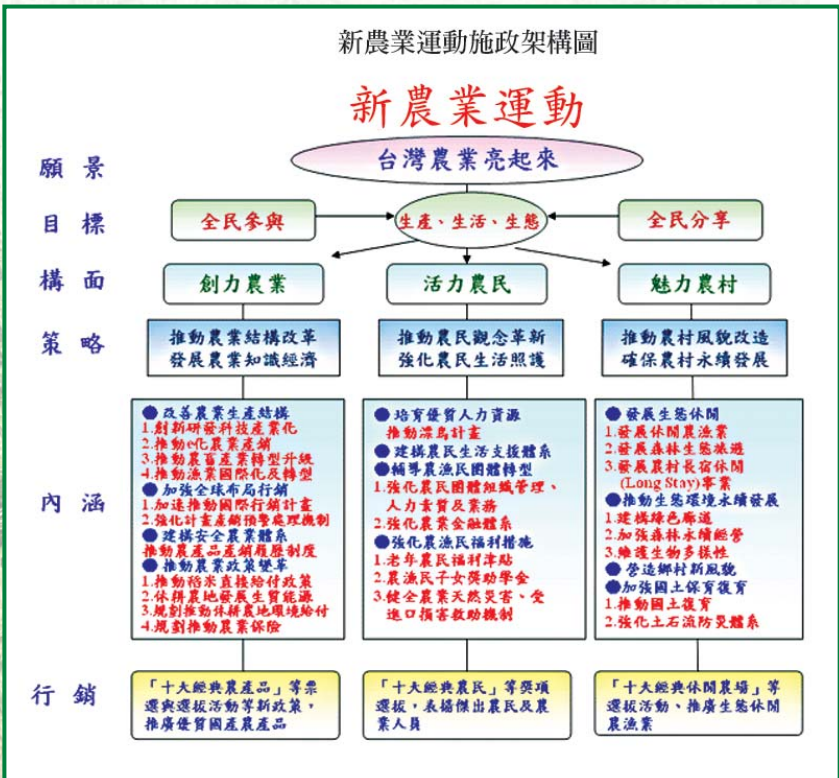 新農業運動施政架構圖
新農業運動
願景
台灣農業亮起來
目標
全民參與
生產、生活、生態
全民分享
構面
創力農業
活力農民
魅力農村
策略
推動農業結構改革
發展農業知識經濟
推動農民觀念革新
強化農民生活照護
推動農村風貌改造
確保農村永續發展
內涵
●改善農業生產結構
1.創新研發科技產業化
2.推動e化農業產銷
3.推動農畜產業轉型升級
4.推動漁業國際化及轉型
●加強全球布局行銷
1.加速推動國際行銷計畫
2.強化計畫產銷預警處理機制
●建構安全農業體系
推動農產品產銷履歷制度
●推動農業政策變革
1.推動稻米直接給付政策
2.休耕農地發展生質能源
3.規劃推動休耕農地環境給付
4.規劃推動農業保險
●培育優質人力資源
推動漂鳥計畫
●建構農民生活支援體系
●輔導農漁民團體轉型
1.強化農民團體組織管理、
人力素質及業務
2.強化農業金融體系
●強化農漁民福利措施
1.老年農民福利津貼
2.農漁民子女獎助學金
3.健全農業天然災害、受
進口損害救助機制
●發展生態休閒
1.發展休閒農漁業
2.發展森林生態旅遊
3.發展農村長宿休閒
(Long Stay)事業
●推動生態環境永續發展
1.建構綠色廊道
2.加強森林永續經營
3.維護生物多樣性
●營造鄉村新風貌
●加強國土保育復育
1.推動國土復育
2.強化土石流防災體系
行銷
「十大經典農產品」等票
選與選拔活動等新政策，
推廣優質國產農產品
「十大經典農民」等獎項
選拔，表揚傑出農民及農
業人員
「十大經典休閒農場」等
選拔活動、推廣生態休閒
農漁業